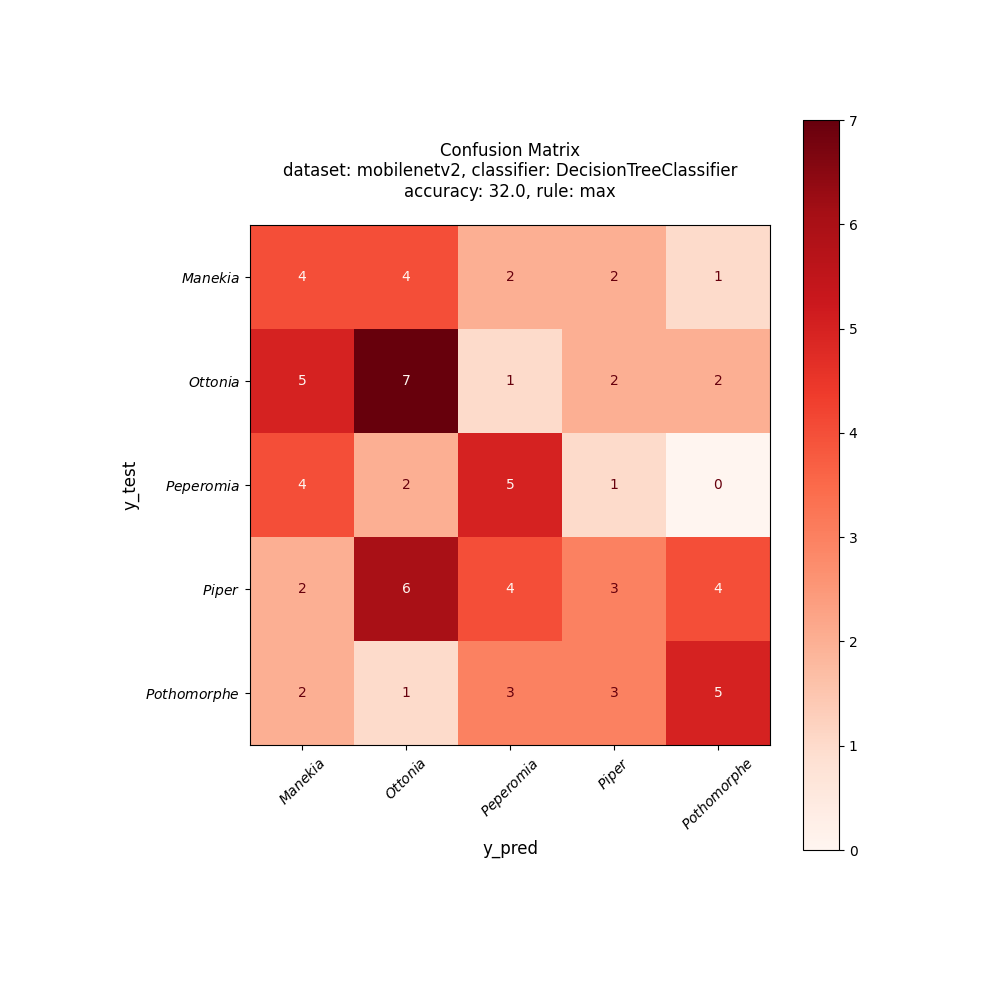 Confusion Matrix
dataset: mobilenetv2, classifier: DecisionTreeClassifier
accuracy: 32.0, rule: max
y_test
Manekia 4 4 2 2 1
Ottonia 5 7 1 2 2
Peperomia 4 2 5 1 0
Piper 2 6 4 3 4
Pothomorphe 2 1 3 3 5
Manekia Ottonia Peperomia Piper Pothomorphe
y_pred
7
6
5
4
3
2
1
0